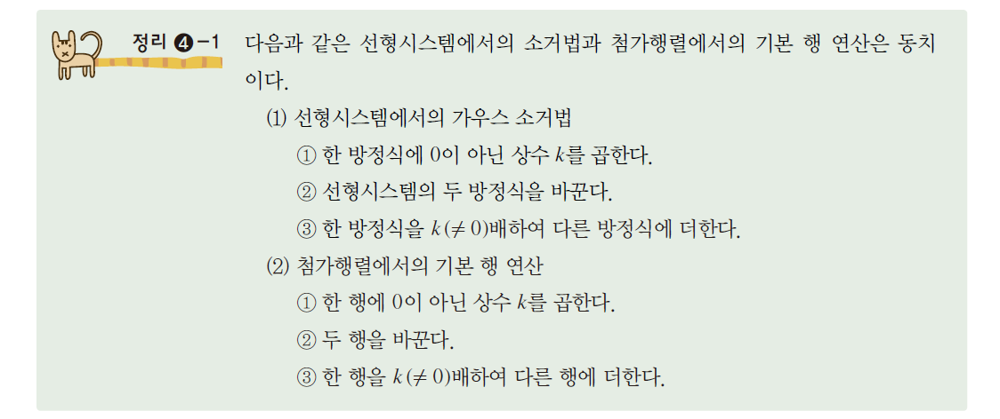 정리 ❹-1 다음과 같은 선형시스템에서의 소거법과 첨가행렬에서의 기본 행 연산은 동치
이다.
(1) 선형시스템에서의 가우스 소거법
① 한 방정식에 0이 아닌 상수 k를 곱한다.
② 선형시스템의 두 방정식을 바꾼다.
③ 한 방정식을 k(≠0)배하여 다른 방정식에 더한다.
(2) 첨가행렬에서의 기본 행 연산
① 한 행에 0이 아닌 상수 k를 곱한다.
② 두 행을 바꾼다.
③ 한 행을 k(≠0)배하여 다른 행에 더한다.